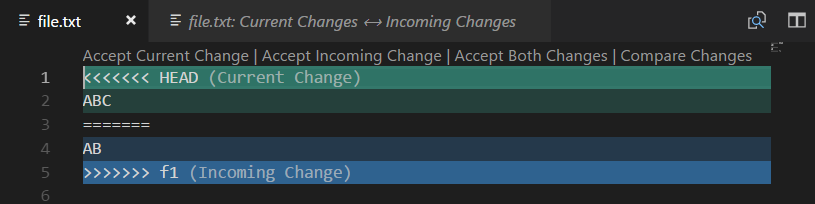 file.txt × file.txt: Current Changes ↔ Incoming Changes
Accept Current Change | Accept Incoming Change | Accept Both Changes | Compare Changes
1 <<<<<<< HEAD (Current Change)
2 ABC
3 =======
4 AB
5 >>>>>>> f1 (Incoming Change)
6